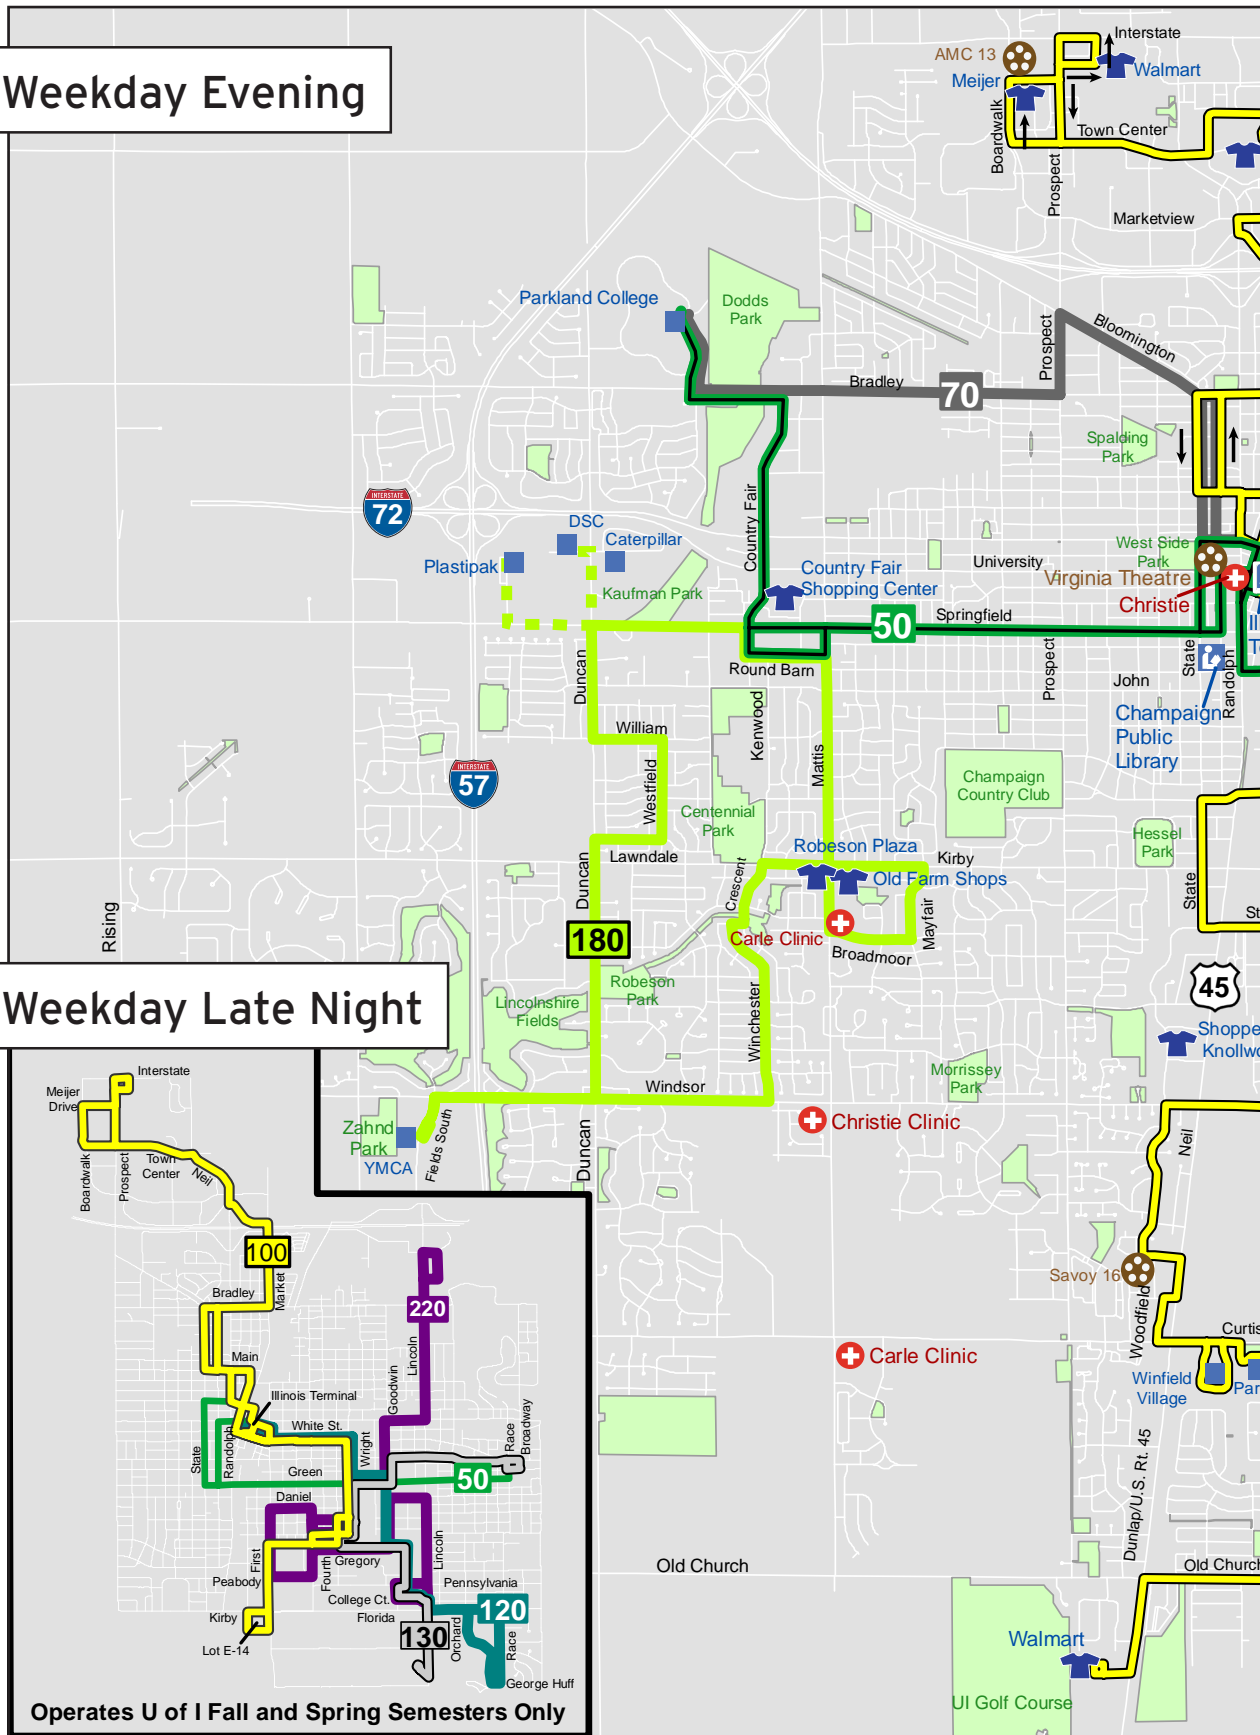 Weekday Evening
Interstate
AMC 13
Walmart
Meijer
Boardwalk
Town Center
Prospect
Marketview
Parkland College
Dodds
Park
Prospect
Bloomington
Bradley
70
Spalding
Park
INTERSTATE
72
Country Fair
DSC
Caterpillar
Plastipak
University
West Side
Park
Virginia Theatre
Christie
Kaufman Park
Country Fair
Shopping Center
Springfield
50
Duncan
Round Barn
Prospect
State
Randolph
John
Champaign
Public
Library
William
Kenwood
Mattis
Westfield
INTERSTATE
57
Champaign
Country Club
Centennial
Park
Hessel
Park
Robeson Plaza
Kirby
Lawndale
Old Farm Shops
Crescent
Duncan
State
Rising
180
Carle Clinic
Mayfair
Broadmoor
Robeson
Park
Lincolnshire
Fields
45
Winchester
Knollw
Morrissey
Park
Windsor
Zahnd
Park
YMCA
Fields South
Duncan
Christie Clinic
Neil
Savoy 16
Woodfield
Curtis
Carle Clinic
Winfield
Village
Dunlap/U.S. Rt. 45
Old Church
Old Church
Walmart
UI Golf Course
Weekday Late Night
Interstate
Meijer
Drive
Boardwalk
Prospect
Town
Center
Neil
100
Market
Bradley
220
Lincoln
Goodwin
Main
Illinois Terminal
White St.
Wright
Race
Broadway
State
Randolph
Green
50
Daniel
First
Fourth
Gregory
Lincoln
Peabody
College Ct.
Pennsylvania
Kirby
Florida
120
130
Orchard
Race
Lot E-14
George Huff
Operates U of I Fall and Spring Semesters Only